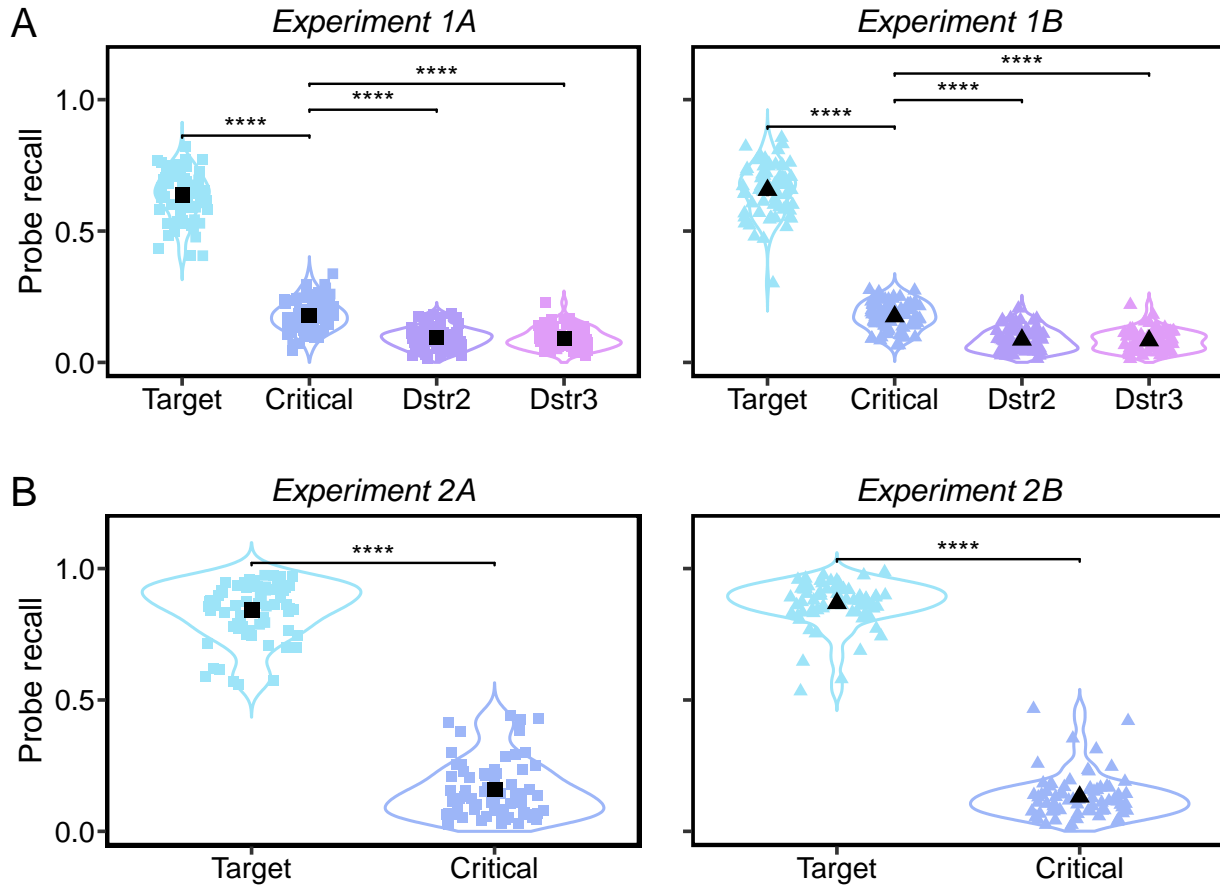 A
Experiment 1A
Experiment 1B
Probe recall
1.0
0.5
0.0
****
****
****
****
****
****
Target Critical Dstr2 Dstr3
Target Critical Dstr2 Dstr3
B
Experiment 2A
Experiment 2B
Probe recall
1.0
0.5
0.0
****
****
Target Critical
Target Critical